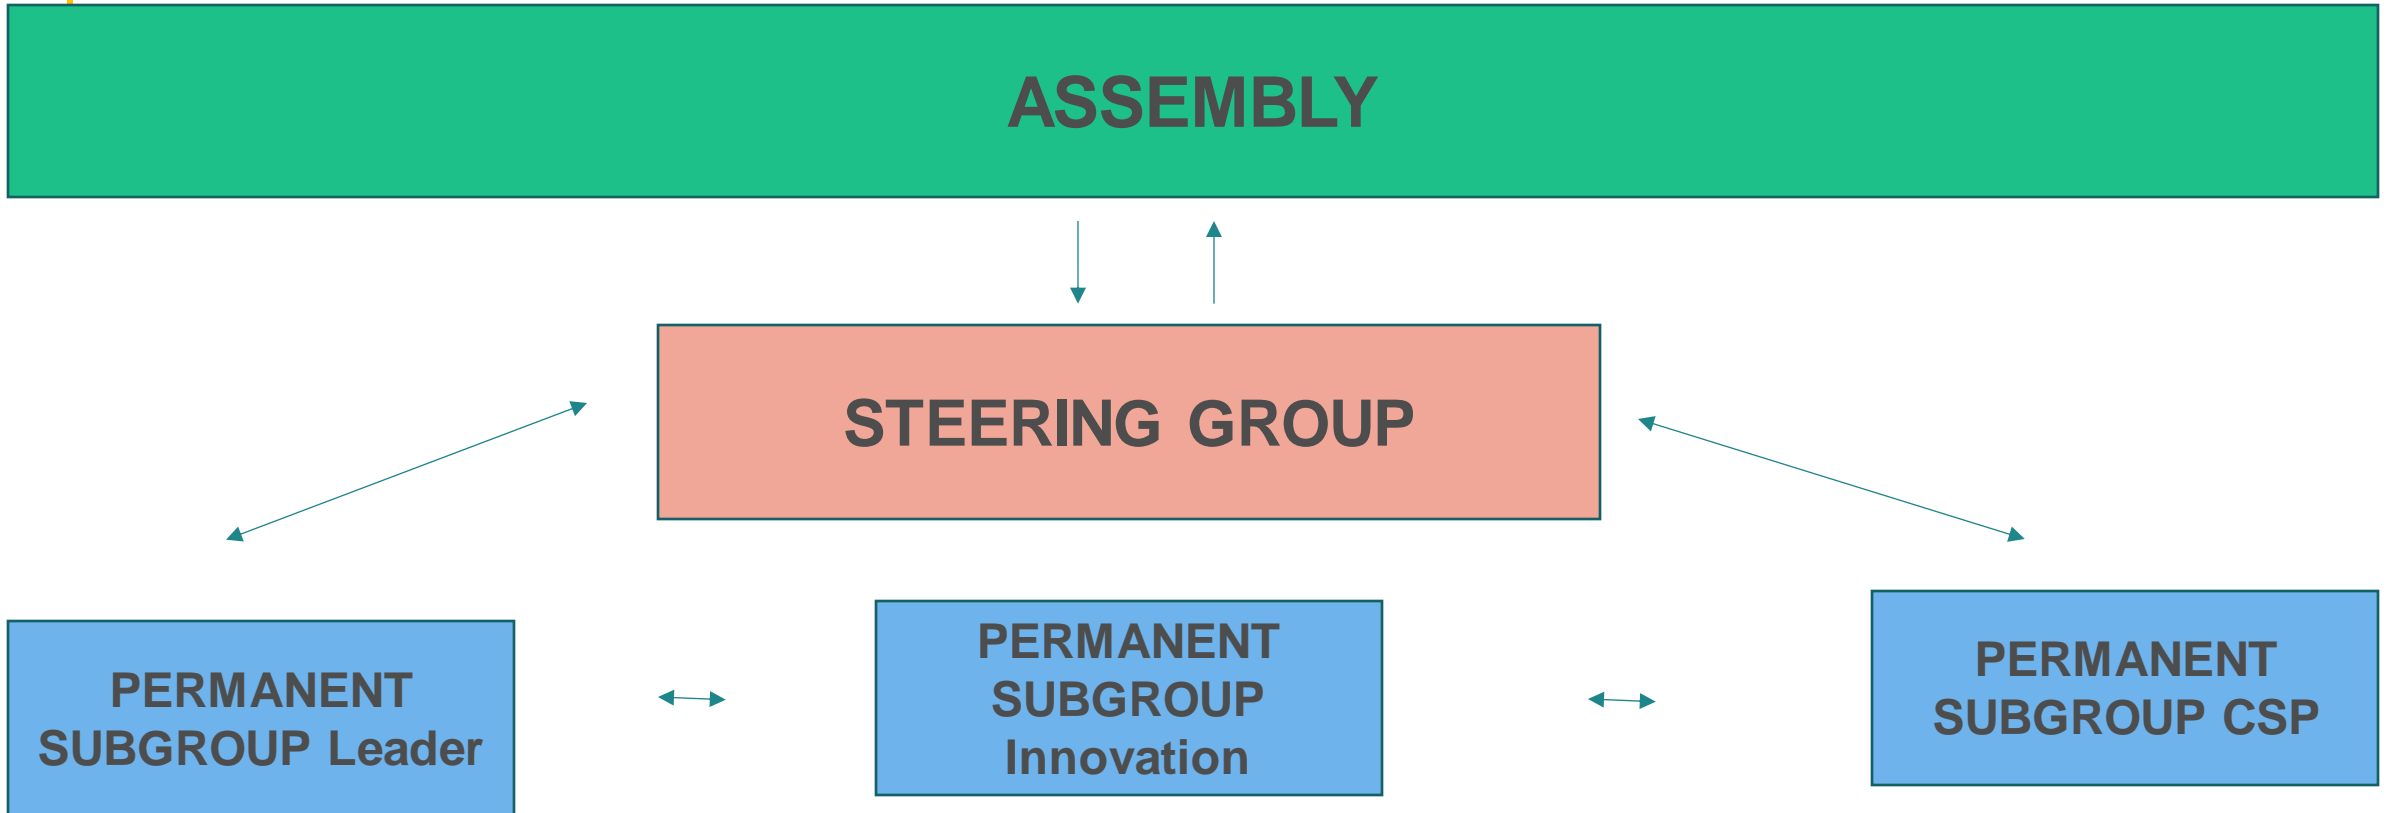 ASSEMBLY
STEERING GROUP
PERMANENT
SUBGROUP Leader
PERMANENT
SUBGROUP
Innovation
PERMANENT
SUBGROUP CSP